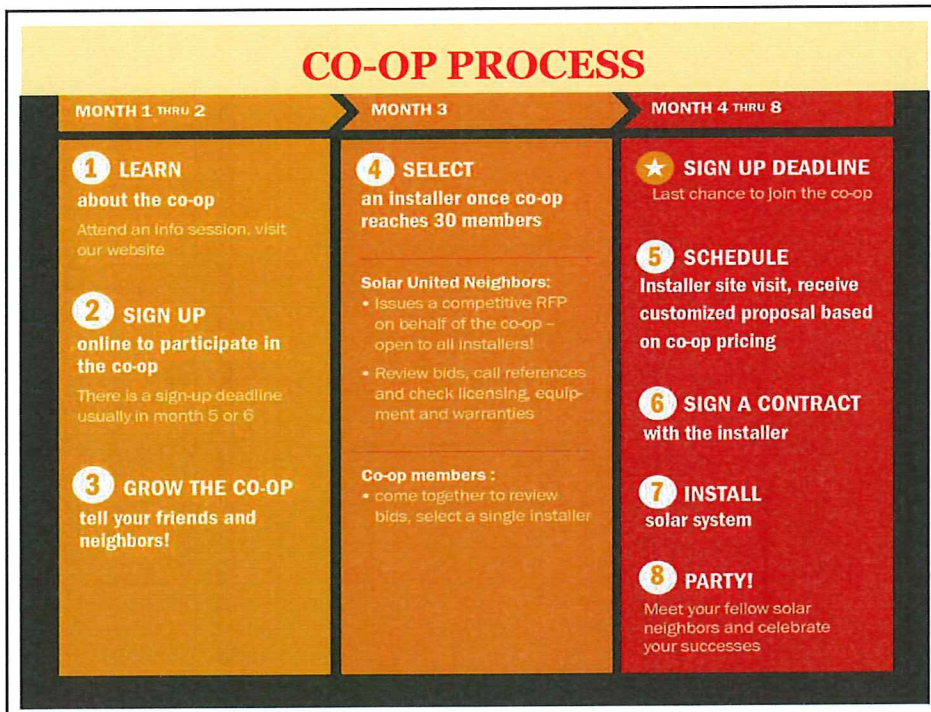 CO-OP PROCESS
MONTH 1 THRU 2
1 LEARN
about the co-op
Attend an info session, visit
our website
2 SIGN UP
online to participate in
the co-op
There is a sign-up deadline
usually in month 5 or 6
3 GROW THE CO-OP
tell your friends and
neighbors!
MONTH 3
4 SELECT
an installer once co-op
reaches 30 members
Solar United Neighbors:
• Issues a competitive RFP
on behalf of the co-op –
open to all installers!
• Review bids, call references
and check licensing, equip-
ment and warranties
Co-op members :
• come together to review
bids, select a single installer
MONTH 4 THRU 8
SIGN UP DEADLINE
Last chance to join the co-op
5 SCHEDULE
Installer site visit, receive
customized proposal based
on co-op pricing
6 SIGN A CONTRACT
with the installer
7 INSTALL
solar system
8 PARTY!
Meet your fellow solar
neighbors and celebrate
your successes